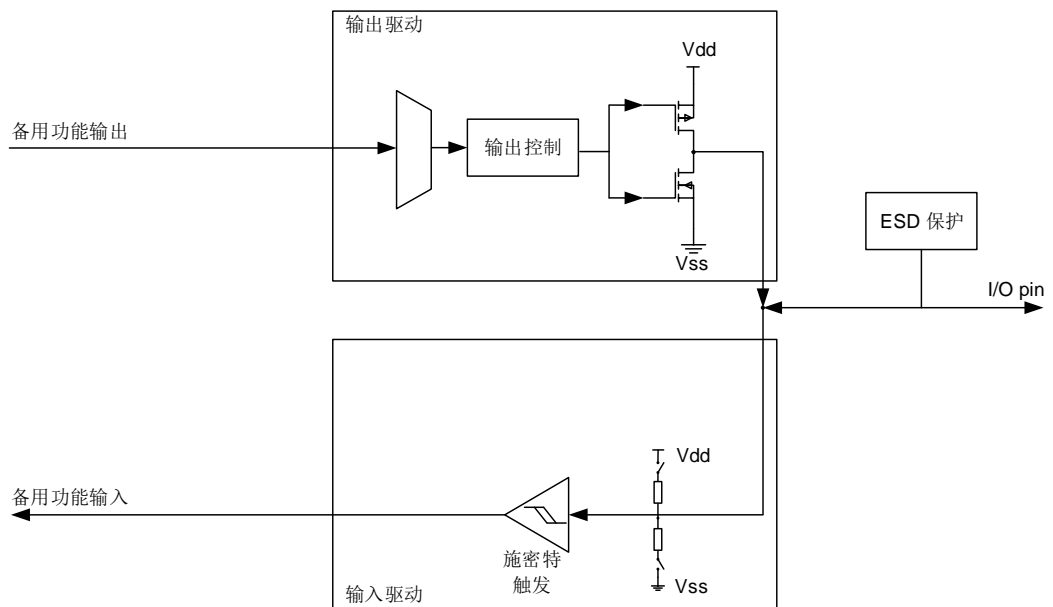 输出驱动
Vdd
备用功能输出
输出控制
ESD 保护
Vss
I/O pin
Vdd
备用功能输入
施密特
触发
Vss
输入驱动